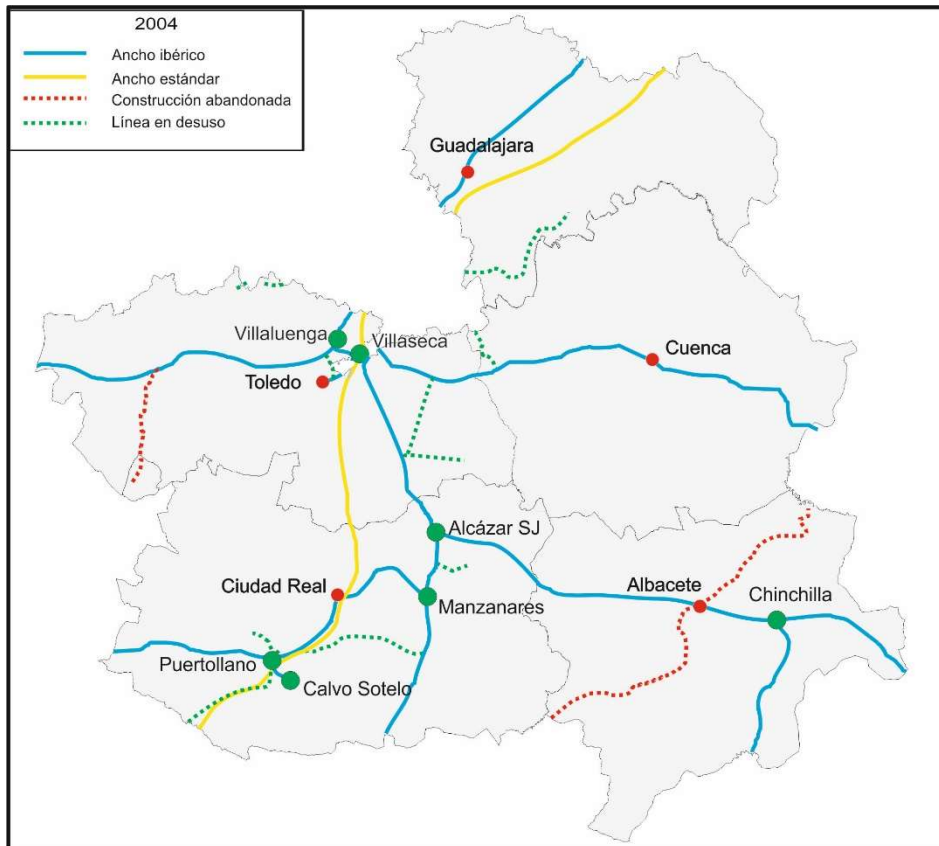 2004
Ancho ibérico
Ancho estándar
Construcción abandonada
Línea en desuso
Guadalajara
Villaluenga
Villaseca
Cuenca
Toledo
Alcázar SJ
Ciudad Real
Albacete
Chinchilla
Manzanares
Puertollano
Calvo Sotelo